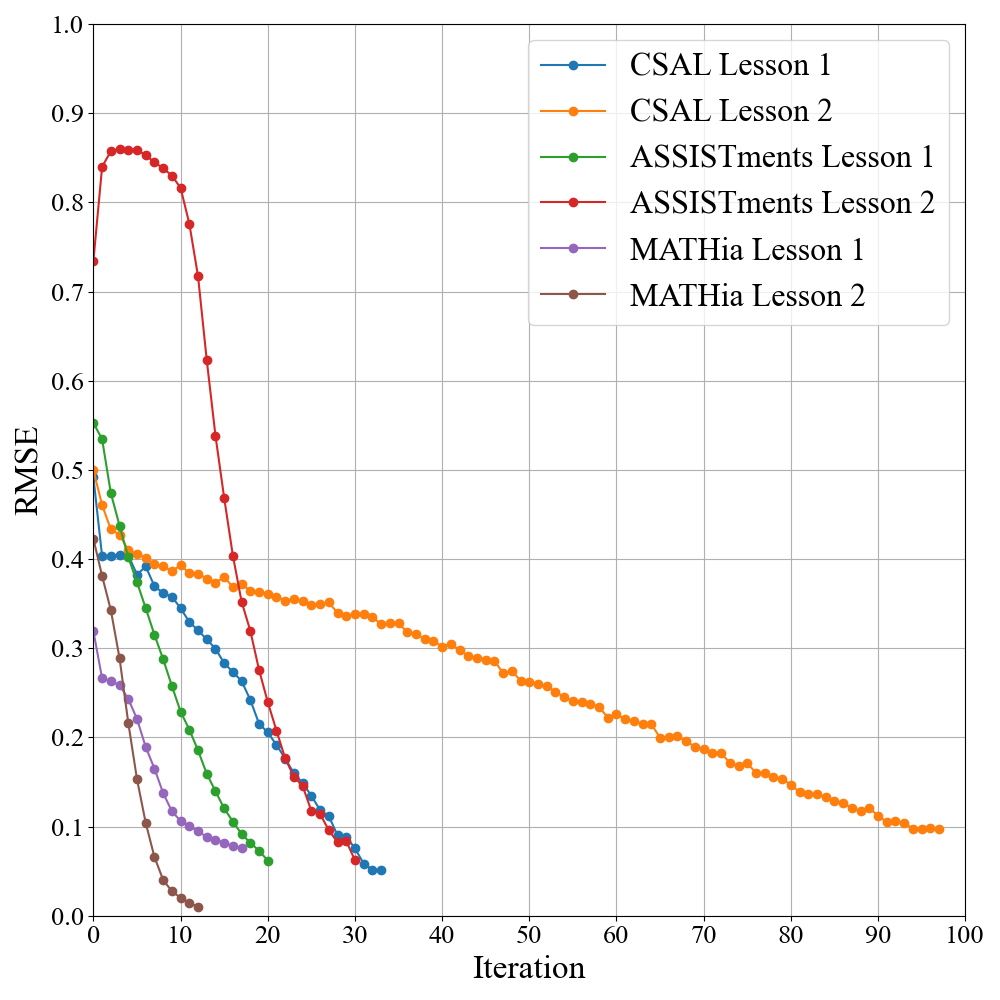 1.0
0.9
0.8
0.7
0.6
0.5
0.4
0.3
0.2
0.1
0.0
RMSE
CSAL Lesson 1
CSAL Lesson 2
ASSISTments Lesson 1
ASSISTments Lesson 2
MATHia Lesson 1
MATHia Lesson 2
0 10 20 30 40 50 60 70 80 90 100
Iteration